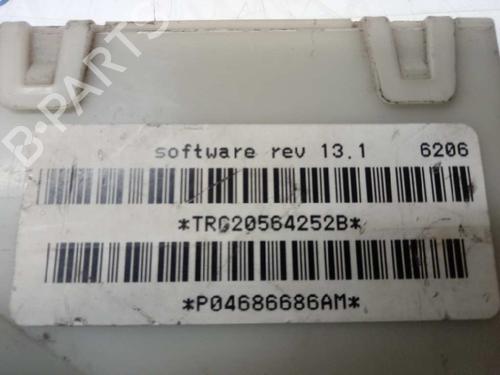 software rev 13.1 6206
*TRG20564252B*
*P04686686AM*
B-PARTS